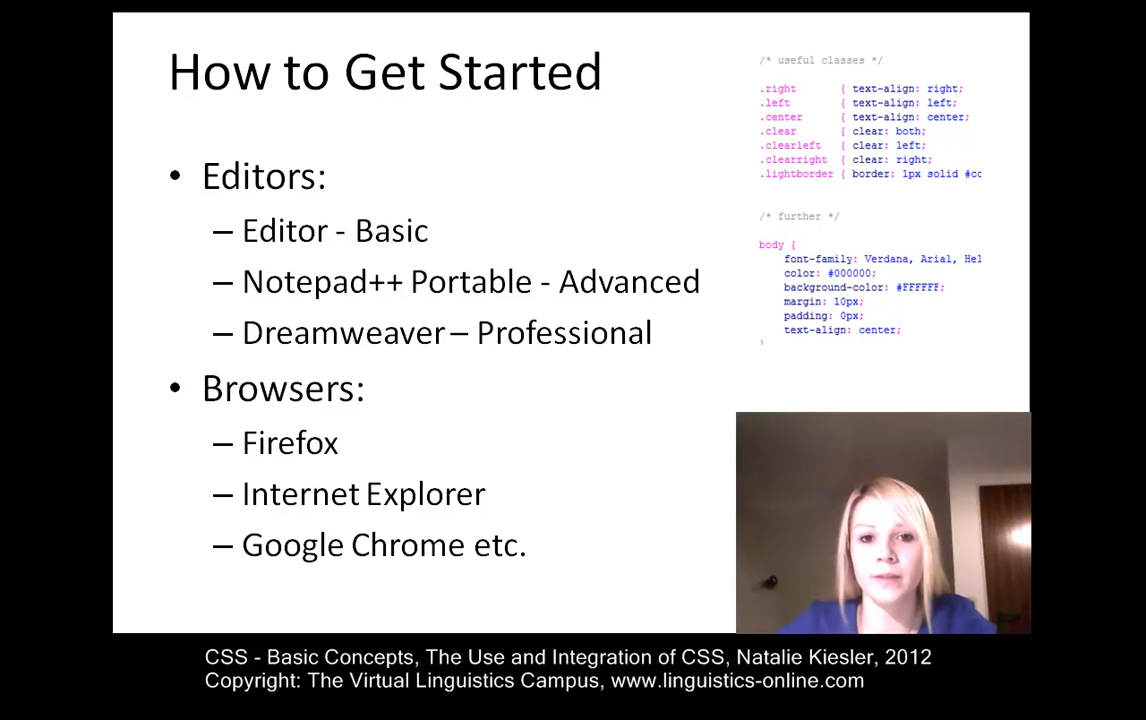 How to Get Started
• Editors:
– Editor - Basic
– Notepad++ Portable - Advanced
– Dreamweaver – Professional
• Browsers:
– Firefox
– Internet Explorer
– Google Chrome etc.
/* useful classes */
.right { text-align: right;
.left { text-align: left;
.center { text-align: center;
.clear { clear: both;
.clearleft { clear: left;
.clearright { clear: right;
.lightborder { border: 1px solid #cc
/* further */
body {
font-family: Verdana, Arial, Hel
color: #000000;
background-color: #FFFFFF;
margin: 10px;
padding: 0px;
text-align: center;
CSS - Basic Concepts, The Use and Integration of CSS, Natalie Kiesler, 2012
Copyright: The Virtual Linguistics Campus, www.linguistics-online.com